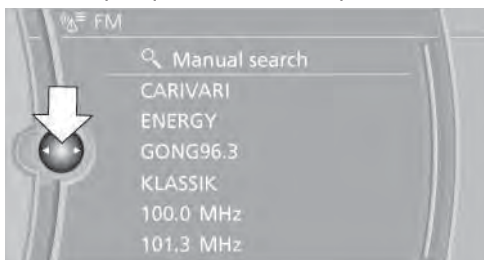 FM
Manual search
CARIVARI
ENERGY
GONG96.3
KLASSIK
100.0 MHz
101.3 MHz